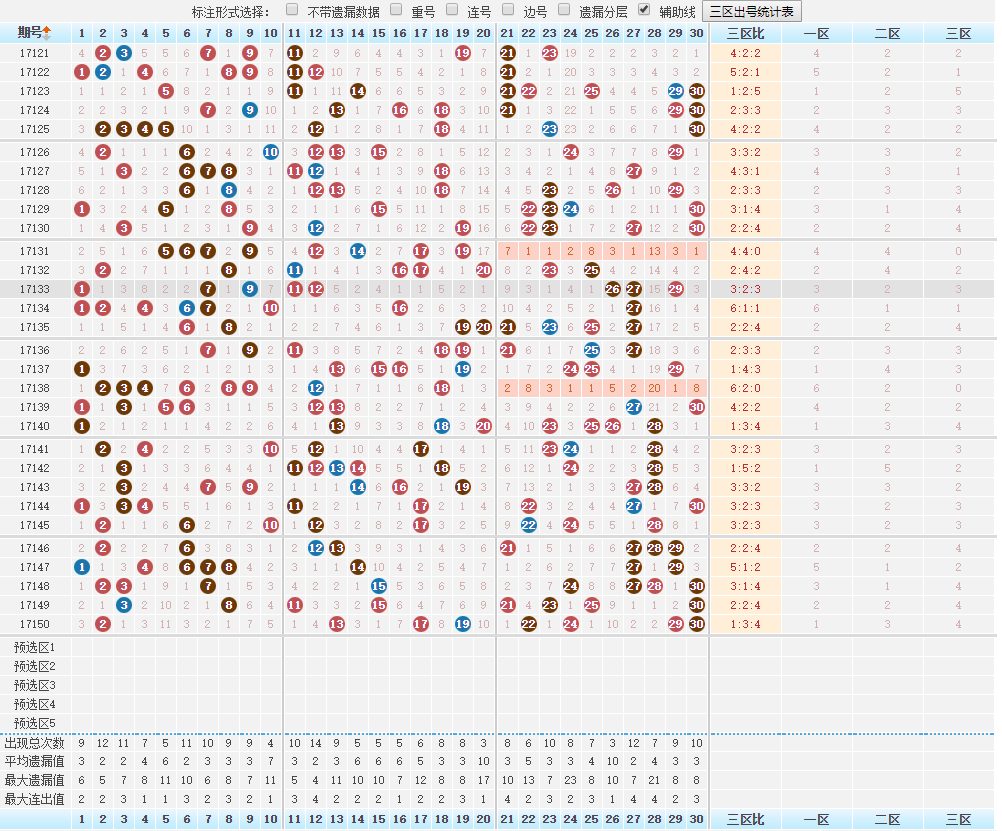 标注形式选择： 不带遗漏数据 重号 连号 边号 遗漏分层 辅助线 三区出号统计表
期号 1 2 3 4 5 6 7 8 9 10 11 12 13 14 15 16 17 18 19 20 21 22 23 24 25 26 27 28 29 30 三区比 一区 二区 三区
17121 4 2 3 5 5 6 7 1 9 7 11 2 9 6 4 4 3 1 19 7 21 1 23 19 2 2 2 3 2 1 4:2:2 4 2 2
17122 1 2 1 4 6 7 1 8 9 8 11 12 10 7 5 5 4 2 1 8 21 2 1 20 3 3 3 4 3 2 5:2:1 5 2 1
17123 1 1 2 1 5 8 2 1 1 9 11 1 11 14 6 6 5 3 2 9 21 22 2 21 25 4 4 5 29 30 1:2:5 1 2 5
17124 2 2 3 2 1 9 7 2 9 10 1 2 13 1 7 16 6 18 3 10 21 1 3 22 1 5 5 6 29 30 2:3:3 2 3 3
17125 3 2 3 4 5 10 1 3 1 11 2 12 1 2 8 1 7 18 4 11 1 2 23 23 2 6 6 7 1 30 4:2:2 4 2 2
17126 4 2 1 1 1 6 2 4 2 10 3 12 13 3 15 2 8 1 5 12 2 3 1 24 3 7 7 8 29 1 3:3:2 3 3 2
17127 5 1 3 2 2 6 7 8 3 1 11 12 1 4 1 3 9 18 6 13 3 4 2 1 4 8 27 9 1 2 4:3:1 4 3 1
17128 6 2 1 3 3 6 1 8 4 2 1 12 13 5 2 4 10 18 7 14 4 5 23 2 5 26 1 10 29 3 2:3:3 2 3 3
17129 1 3 2 4 5 1 2 8 5 3 2 1 1 6 15 5 11 1 8 15 5 22 23 24 6 1 2 11 1 30 3:1:4 3 1 4
17130 1 4 3 5 1 2 3 1 9 4 3 12 2 7 1 6 12 2 19 16 6 22 23 1 7 2 27 12 2 30 2:2:4 2 2 4
17131 2 5 1 6 5 6 7 2 9 5 4 12 3 14 2 7 17 3 19 17 7 1 1 2 8 3 1 13 3 1 4:4:0 4 4 0
17132 3 2 2 7 1 1 1 8 1 6 11 1 4 1 3 16 17 4 1 20 8 2 23 3 25 4 2 14 4 2 2:4:2 2 4 2
17133 1 1 3 8 2 2 7 1 9 7 11 12 5 2 4 1 1 5 2 1 9 3 1 4 1 26 27 15 29 3 3:2:3 3 2 3
17134 1 2 4 4 3 6 7 2 1 10 1 1 6 3 5 16 2 6 3 2 10 4 2 5 2 1 27 16 1 4 6:1:1 6 1 1
17135 1 1 5 1 4 6 1 8 2 1 2 2 7 4 6 1 3 7 19 20 21 5 23 6 25 2 27 17 2 5 2:2:4 2 2 4
17136 2 2 6 2 5 1 7 1 9 2 11 3 8 5 7 2 4 18 19 1 21 6 1 7 25 3 27 18 3 6 2:3:3 2 3 3
17137 1 3 7 3 6 2 1 2 1 3 1 4 13 6 15 16 5 1 19 2 1 7 2 24 25 4 1 19 29 7 1:4:3 1 4 3
17138 1 2 3 4 7 6 2 8 9 4 2 12 1 7 1 1 6 18 1 3 2 8 3 1 1 5 2 20 1 8 6:2:0 6 2 0
17139 1 1 3 1 5 6 3 1 1 5 3 12 13 8 2 2 7 1 2 4 3 9 4 2 2 6 27 21 2 30 4:2:2 4 2 2
17140 1 2 1 2 1 1 4 2 2 6 4 1 13 9 3 3 8 18 3 20 4 10 23 3 25 26 1 28 3 1 1:3:4 1 3 4
17141 1 2 2 4 2 2 5 3 3 10 5 12 1 10 4 4 17 1 4 1 5 11 23 24 1 1 2 28 4 2 3:2:3 3 2 3
17142 2 1 3 1 3 3 6 4 4 1 11 12 13 14 5 5 1 18 5 2 6 12 1 24 2 2 3 28 5 3 1:5:2 1 5 2
17143 3 2 3 2 4 4 7 5 9 2 1 1 1 14 6 16 2 1 19 3 7 13 2 1 3 3 27 28 6 4 3:3:2 3 3 2
17144 1 3 3 4 5 5 1 6 1 3 11 2 2 1 7 1 17 2 1 4 8 22 3 2 4 4 27 1 7 30 3:2:3 3 2 3
17145 1 2 1 1 6 6 2 7 2 10 1 12 3 2 8 2 17 3 2 5 9 22 4 24 5 5 1 28 8 1 3:2:3 3 2 3
17146 2 2 2 2 7 6 3 8 3 1 2 12 13 3 9 3 1 4 3 6 21 1 5 1 6 6 27 28 29 2 2:2:4 2 2 4
17147 1 1 3 4 8 6 7 8 4 2 3 1 1 14 10 4 2 5 4 7 1 2 6 2 7 7 27 1 29 3 5:1:2 5 1 2
17148 1 2 3 1 9 1 7 1 5 3 4 2 2 1 15 5 3 6 5 8 2 3 7 24 8 8 27 28 1 30 3:1:4 3 1 4
17149 2 1 3 2 10 2 1 8 6 4 11 3 3 2 15 6 4 7 6 9 21 4 23 1 25 9 1 1 2 30 2:2:4 2 2 4
17150 3 2 1 3 11 3 2 1 7 5 1 4 13 3 1 7 17 8 19 10 1 22 1 24 1 10 2 2 29 30 1:3:4 1 3 4
预选区1
预选区2
预选区3
预选区4
预选区5
出现总次数 9 12 11 7 5 11 10 9 9 4 10 14 9 5 5 5 6 8 8 3 8 6 10 8 7 3 12 7 9 10
平均遗漏值 3 2 2 4 6 2 3 3 3 7 3 2 3 6 6 6 5 3 3 10 3 5 3 3 4 10 2 4 3 3
最大遗漏值 6 5 7 8 11 10 6 8 7 11 5 4 11 10 10 7 12 8 8 17 10 13 7 23 8 10 7 21 8 8
最大连出值 2 2 3 1 1 3 2 3 2 1 3 4 2 2 2 1 2 2 3 1 4 2 3 2 3 1 4 4 2 3
1 2 3 4 5 6 7 8 9 10 11 12 13 14 15 16 17 18 19 20 21 22 23 24 25 26 27 28 29 30 三区比 一区 二区 三区